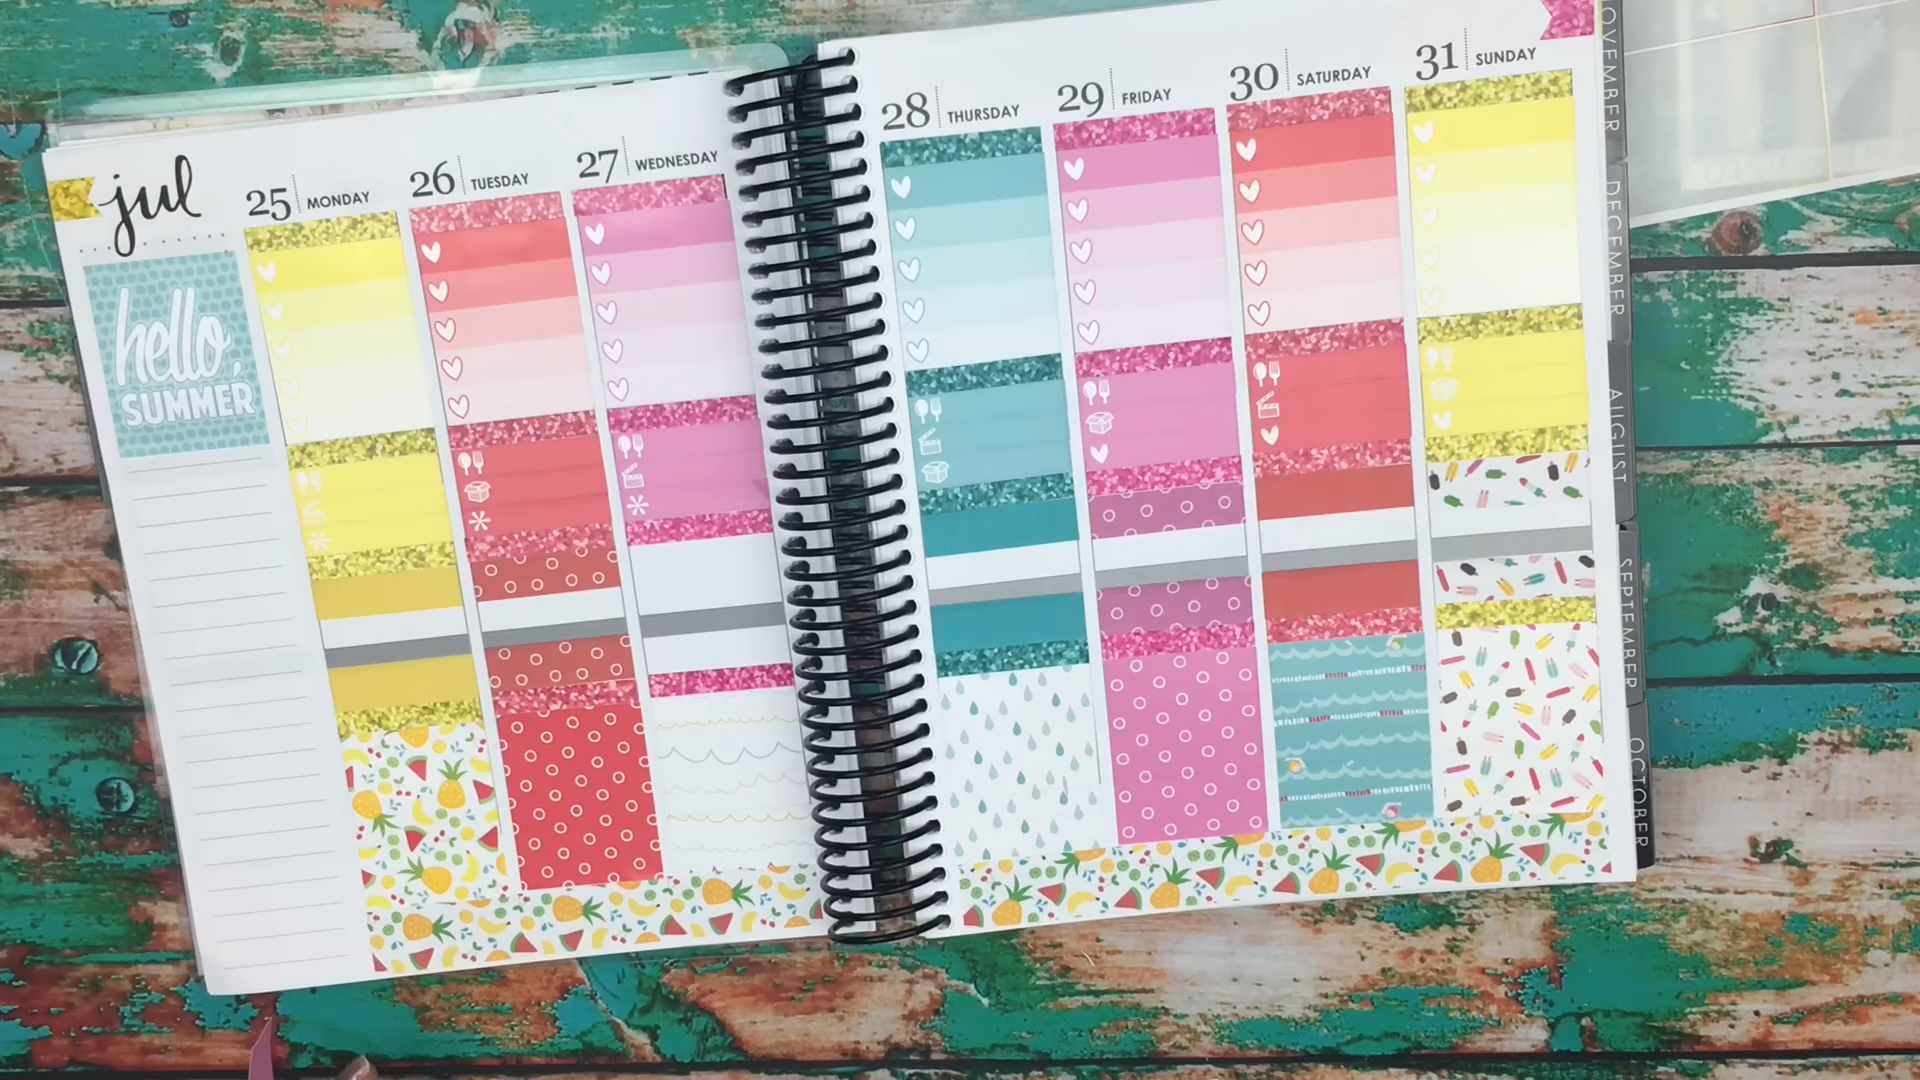 jul
25 MONDAY
26 TUESDAY
27 WEDNESDAY
28 THURSDAY
29 FRIDAY
30 SATURDAY
31 SUNDAY
hello,
SUMMER
NOVEMBER
DECEMBER
AUGUST
SEPTEMBER
OCTOBER